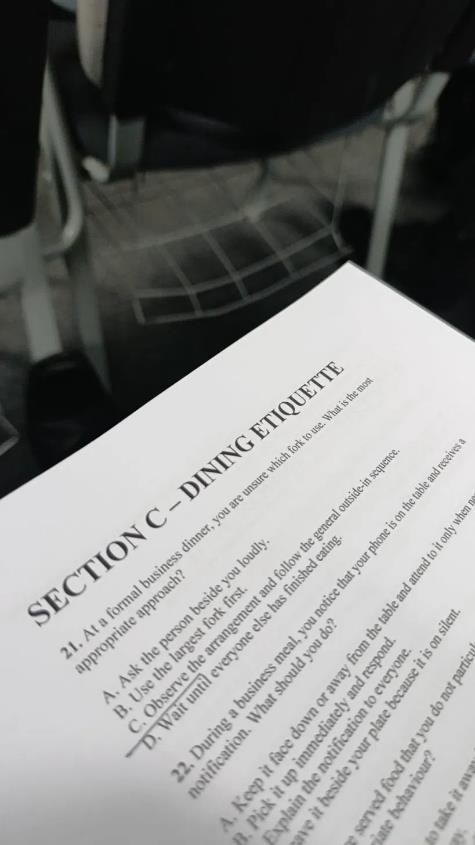 SECTION C – DINING ETIQUETTE
21. At a formal business dinner, you are unsure which fork to use. What is the most
appropriate approach?
A. Ask the person beside you loudly.
B. Use the largest fork first.
C. Observe the arrangement and follow the general outside-in sequence.
D. Wait until everyone else has finished eating.
22. During a business meal, you notice that your phone is on the table and receives a
notification. What should you do?
A. Keep it face down or away from the table and attend to it only when
B. Pick it up immediately and respond.
Explain the notification to everyone.
it beside your plate because it is on silent.
served food that you do not
behaviour?
to take it